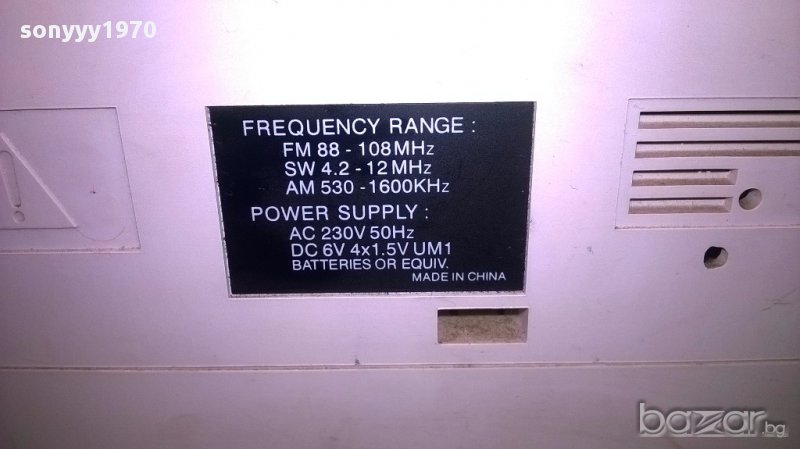 sonyyy1970
FREQUENCY RANGE :
FM 88 - 108MHz
SW 4.2 - 12MHz
AM 530 - 1600KHz
POWER SUPPLY :
AC 230V 50Hz
DC 6V 4x1.5V UM1
BATTERIES OR EQUIV.
MADE IN CHINA
bazar.bg